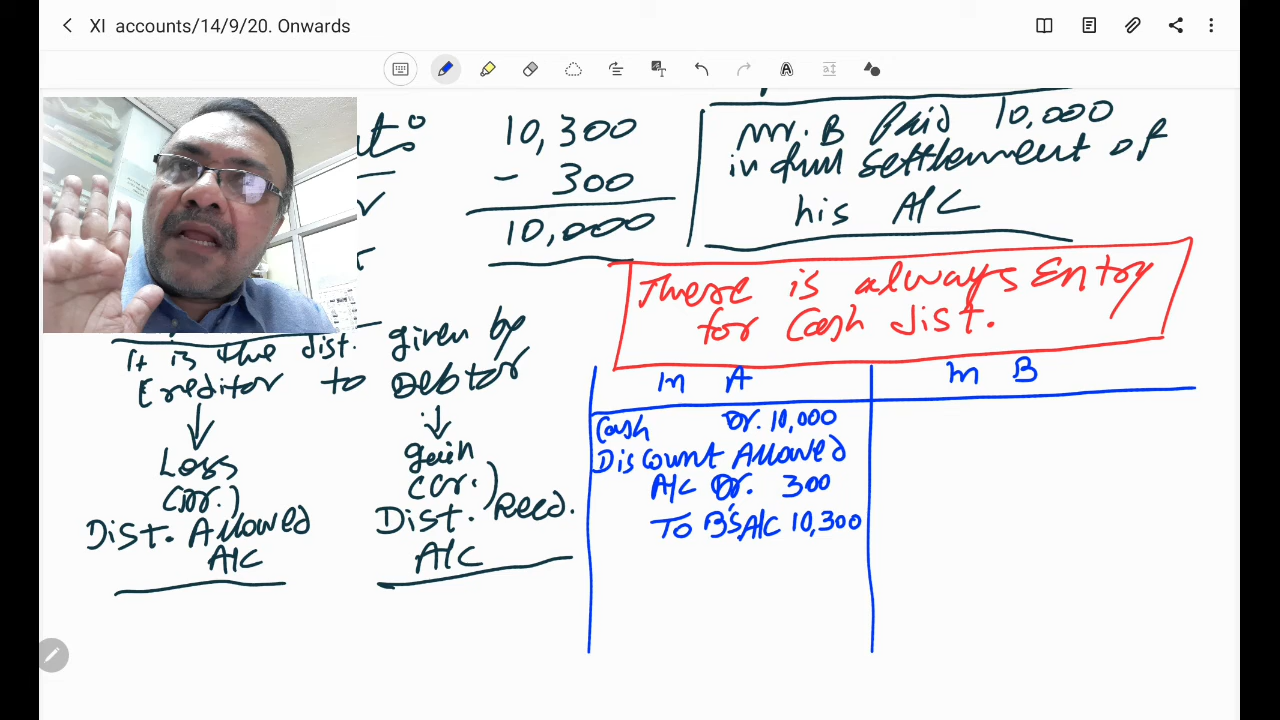 XI accounts/14/9/20. Onwards
10,300
- 300
10,000
Mr. B Paid 10,000
in full settlement of
his A/C
There is always Entry
for Cash dist.
It is the dist. given by
Creditor to Debtor
Loss
(Dr.)
Dist. Allowed
A/C
gain
(Cr.)
Dist. Recd.
A/C
In A
Cash Dr. 10,000
Discount Allowed
A/C Dr. 300
To B's A/C 10,300
In B